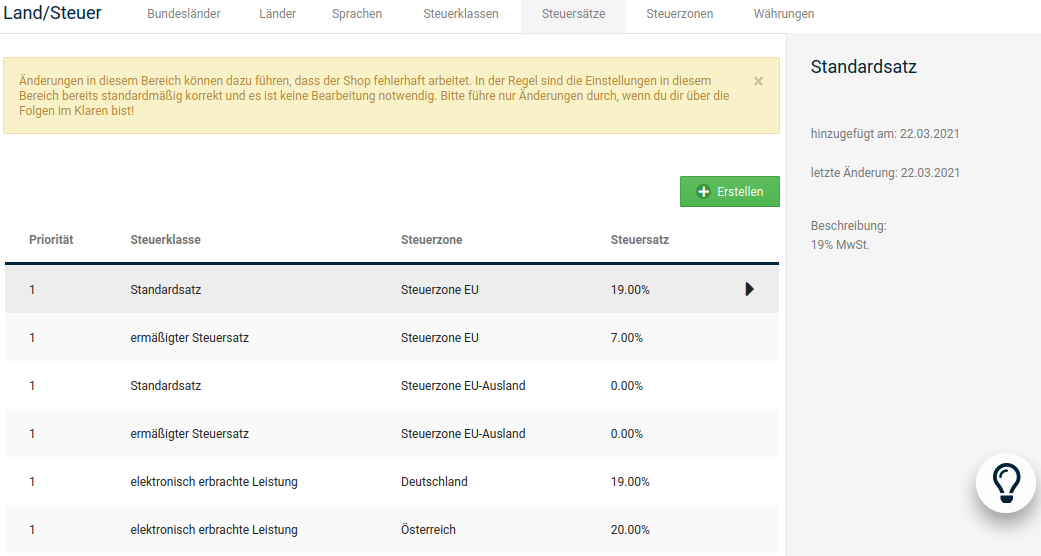 Land/Steuer Bundesländer Länder Sprachen Steuerklassen Steuersätze Steuerzonen Währungen
Änderungen in diesem Bereich können dazu führen, dass der Shop fehlerhaft arbeitet. In der Regel sind die Einstellungen in diesem
Bereich bereits standardmäßig korrekt und es ist keine Bearbeitung notwendig. Bitte führe nur Änderungen durch, wenn du dir über die
Folgen im Klaren bist!
×
Erstellen
Priorität Steuerklasse Steuerzone Steuersatz
1 Standardsatz Steuerzone EU 19.00%
1 ermäßigter Steuersatz Steuerzone EU 7.00%
1 Standardsatz Steuerzone EU-Ausland 0.00%
1 ermäßigter Steuersatz Steuerzone EU-Ausland 0.00%
1 elektronisch erbrachte Leistung Deutschland 19.00%
1 elektronisch erbrachte Leistung Österreich 20.00%
Standardsatz
hinzugefügt am: 22.03.2021
letzte Änderung: 22.03.2021
Beschreibung:
19% MwSt.